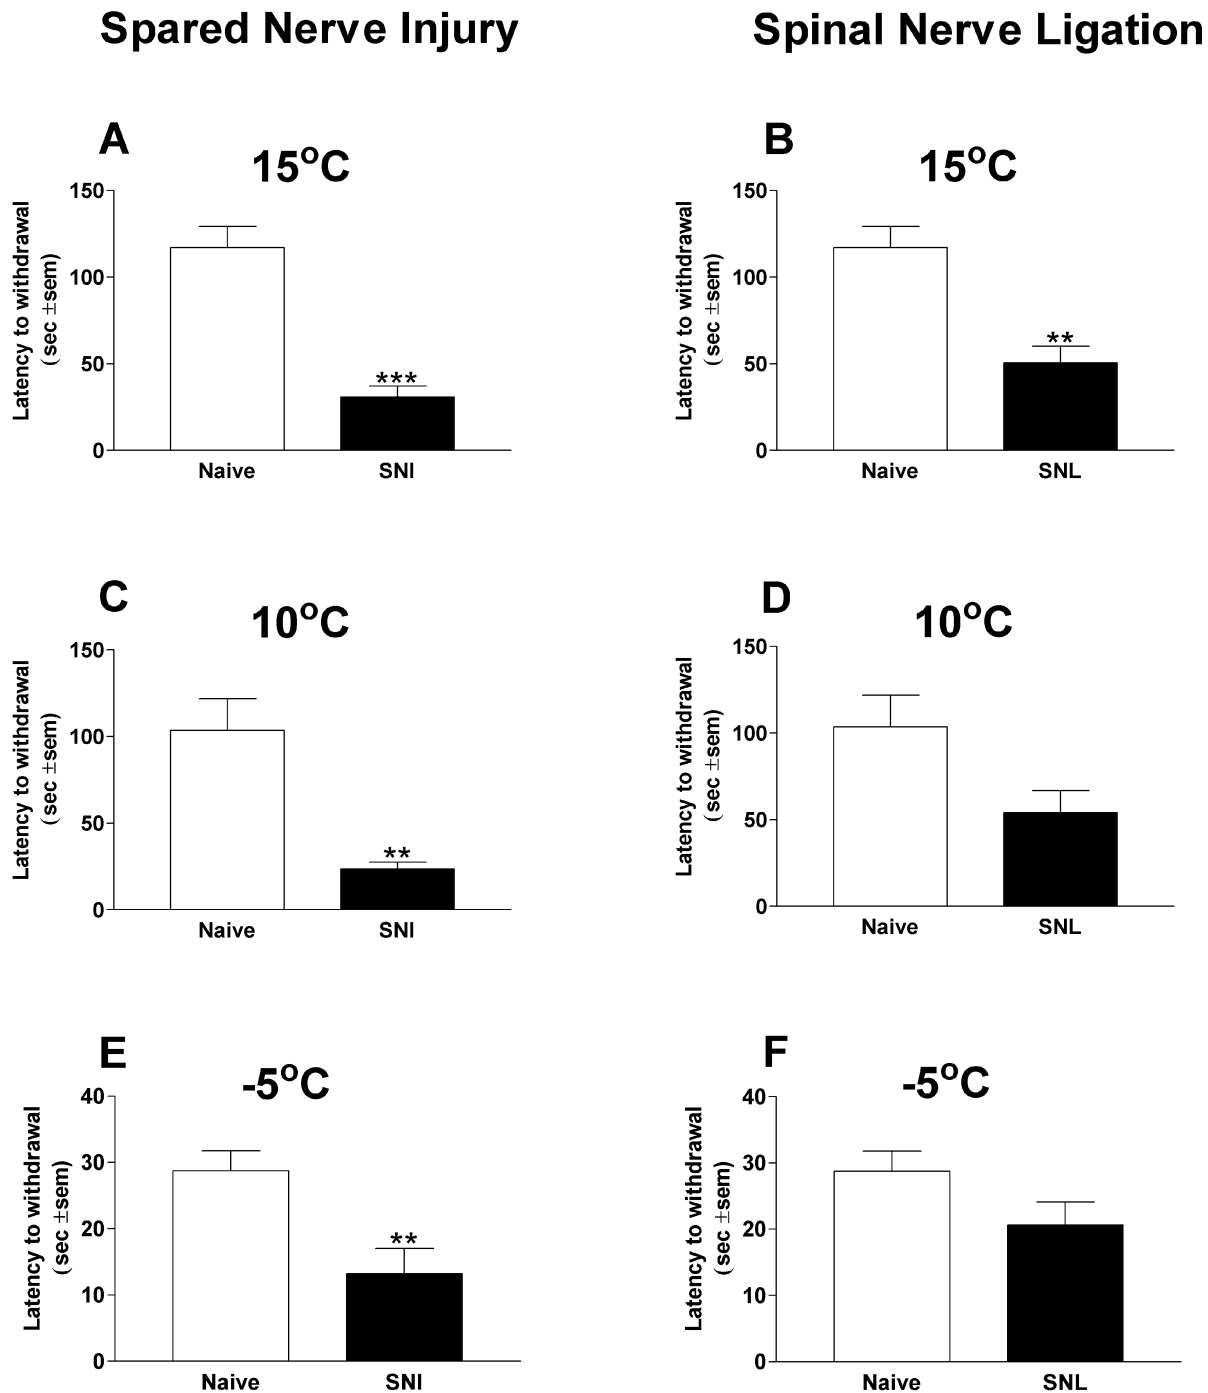 Spared Nerve Injury
Spinal Nerve Ligation
A
15°C
Latency to withdrawal
(sec ±sem)
150
100
50
0
***
Naive
SNI
B
15°C
Latency to withdrawal
(sec ±sem)
150
100
50
0
**
Naive
SNL
C
10°C
Latency to withdrawal
(sec ±sem)
150
100
50
0
**
Naive
SNI
D
10°C
Latency to withdrawal
(sec ±sem)
150
100
50
0
Naive
SNL
E
-5°C
Latency to withdrawal
(sec ±sem)
40
30
20
10
0
**
Naive
SNI
F
-5°C
Latency to withdrawal
(sec ±sem)
40
30
20
10
0
Naive
SNL